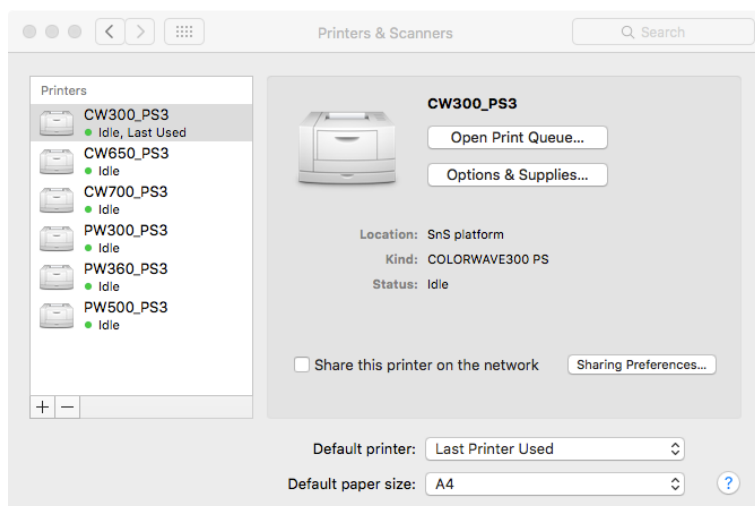 Printers & Scanners
Search
Printers
CW300_PS3
Idle, Last Used
CW650_PS3
Idle
CW700_PS3
Idle
PW300_PS3
Idle
PW360_PS3
Idle
PW500_PS3
Idle
+ −
CW300_PS3
Open Print Queue...
Options & Supplies...
Location: SnS platform
Kind: COLORWAVE300 PS
Status: Idle
Share this printer on the network
Sharing Preferences...
Default printer: Last Printer Used
Default paper size: A4
?